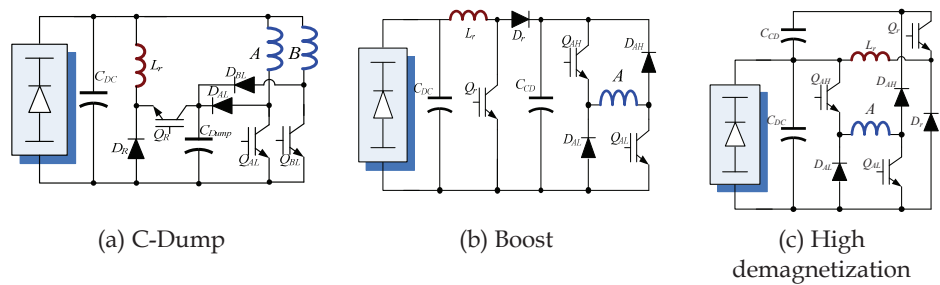 L_r
A
B
C_DC
D_BL
D_AL
Q_R
C_Dump
D_R
Q_AL
Q_BL
(a) C-Dump
L_r
D_r
Q_AH
D_AH
C_DC
Q_r
C_CD
A
D_AL
Q_AL
(b) Boost
C_CD
Q_r
L_r
Q_AH
D_AH
C_DC
A
D_r
D_AL
Q_AL
(c) High
demagnetization